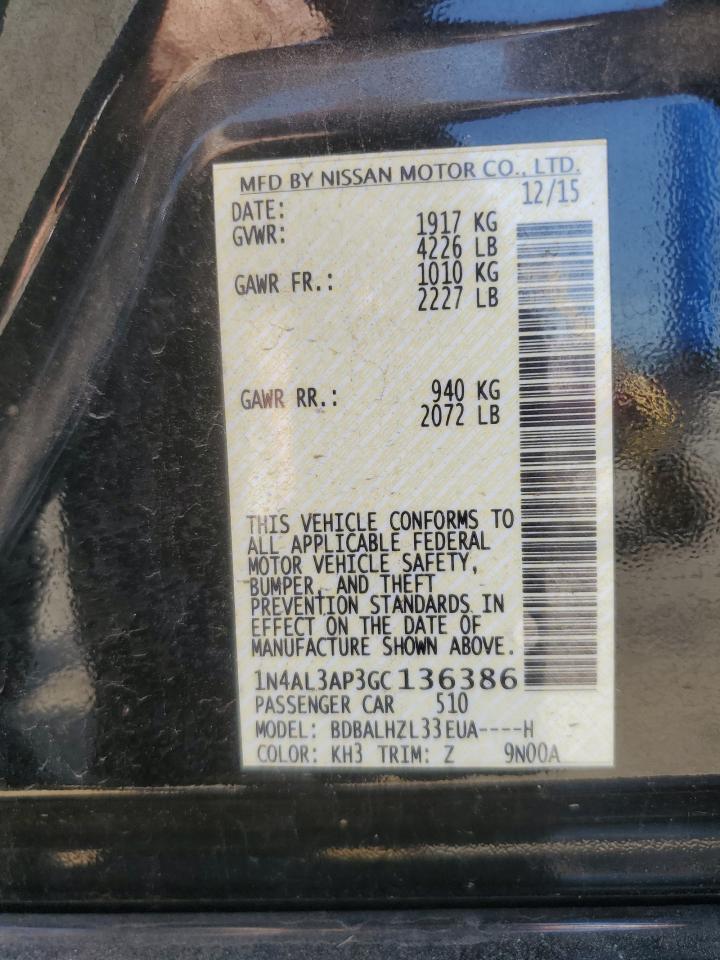 MFD BY NISSAN MOTOR CO., LTD.
DATE: 12/15
GVWR: 1917 KG
4226 LB
GAWR FR.: 1010 KG
2227 LB
GAWR RR.: 940 KG
2072 LB
THIS VEHICLE CONFORMS TO
ALL APPLICABLE FEDERAL
MOTOR VEHICLE SAFETY,
BUMPER, AND THEFT
PREVENTION STANDARDS IN
EFFECT ON THE DATE OF
MANUFACTURE SHOWN ABOVE.
1N4AL3AP3GC136386
PASSENGER CAR 510
MODEL: BDBALHZL33EUA----H
COLOR: KH3 TRIM: Z 9N00A